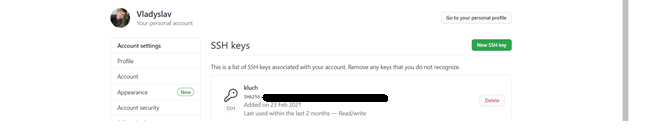 Vladyslav
Your personal account
Go to your personal profile
Account settings
Profile
Account
Appearance New
Account security
SSH keys
New SSH key
This is a list of SSH keys associated with your account. Remove any keys that you do not recognize.
kluch
SHA256
Added on 23 Feb 2021
Last used within the last 2 months — Read/write
SSH
Delete